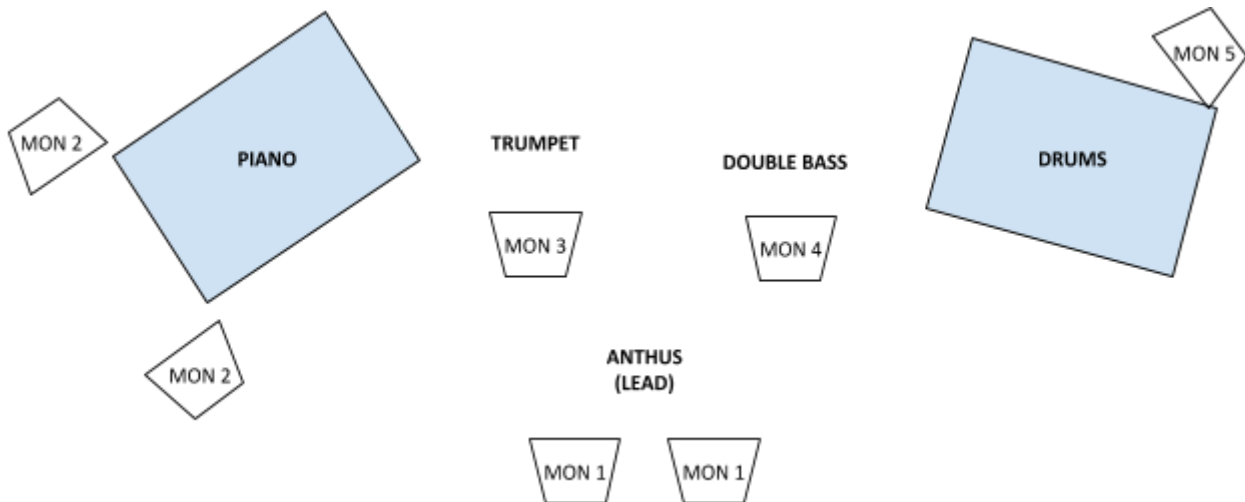 MON 5
MON 2
PIANO
TRUMPET
DOUBLE BASS
DRUMS
MON 3
MON 4
ANTHUS
(LEAD)
MON 2
MON 1
MON 1